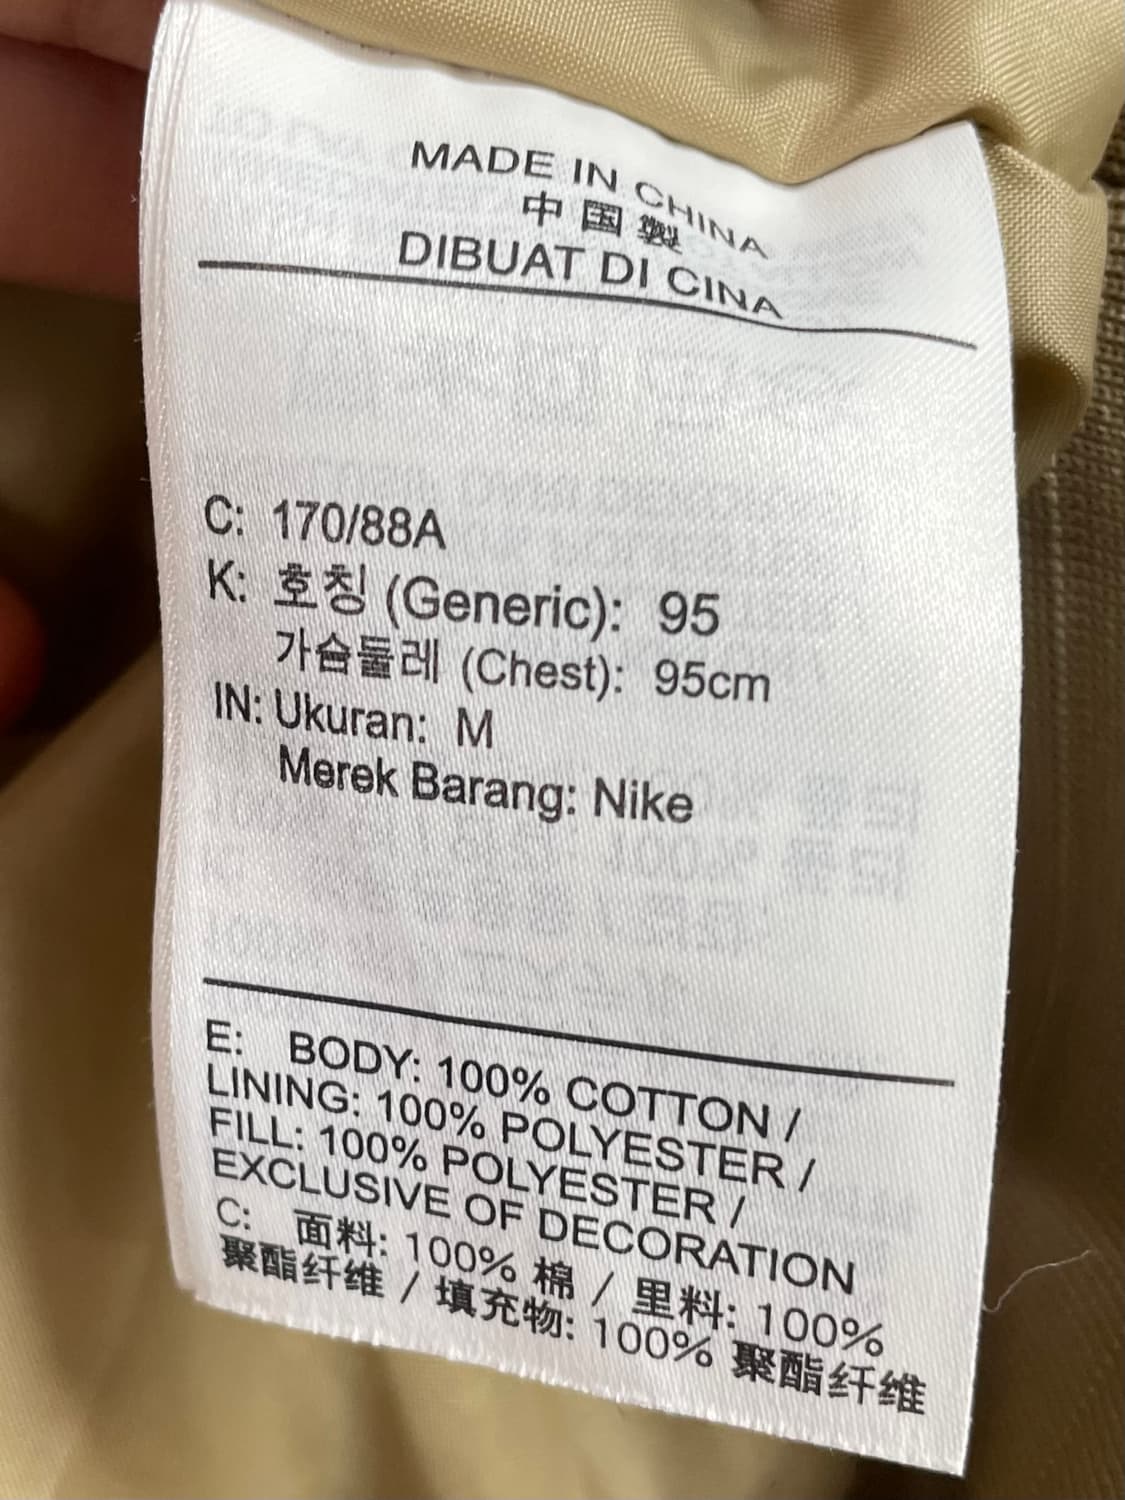 MADE IN CHINA
中国製
DIBUAT DI CINA
C: 170/88A
K: 호칭 (Generic): 95
가슴둘레 (Chest): 95cm
IN: Ukuran: M
Merek Barang: Nike
E: BODY: 100% COTTON /
LINING: 100% POLYESTER /
FILL: 100% POLYESTER /
EXCLUSIVE OF DECORATION
C: 面料: 100% 棉 / 里料: 100%
聚酯纤维 / 填充物: 100% 聚酯纤维